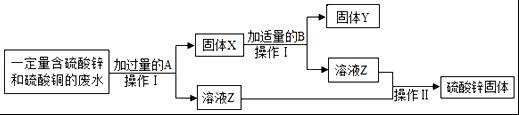 一定量含硫酸锌
和硫酸铜的废水
加过量的A
操作Ⅰ
固体X
溶液Z
加适量的B
操作Ⅰ
固体Y
溶液Z
操作Ⅱ
硫酸锌固体